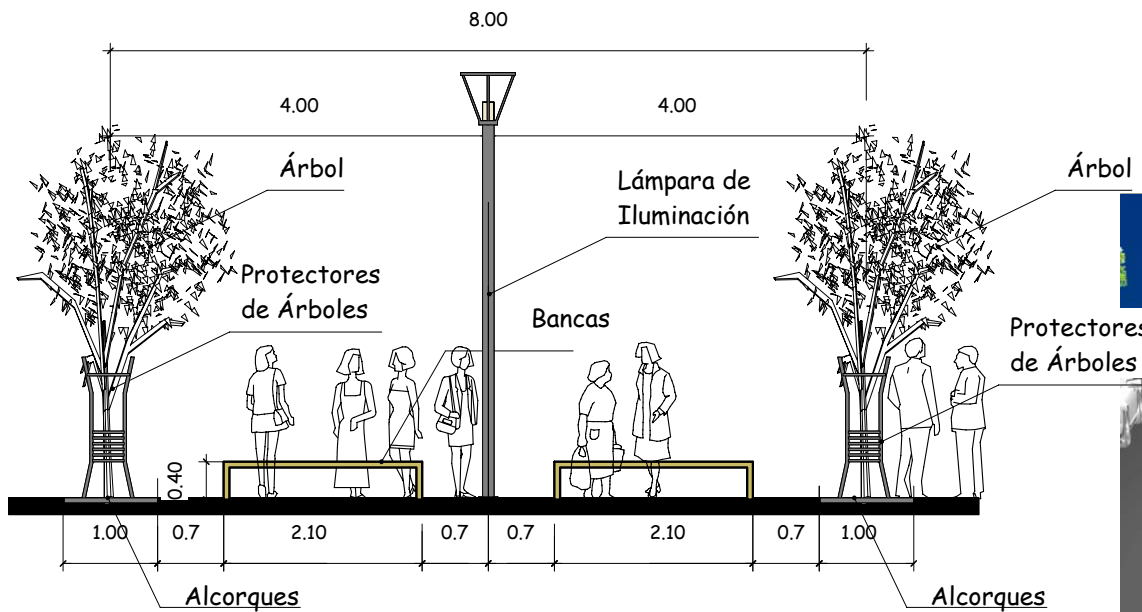 8.00
4.00
4.00
Árbol
Lámpara de
Iluminación
Árbol
Protectores
de Árboles
Bancas
Protectores
de Árboles
0.40
1.00
0.7
2.10
0.7
0.7
2.10
0.7
1.00
Alcorques
Alcorques